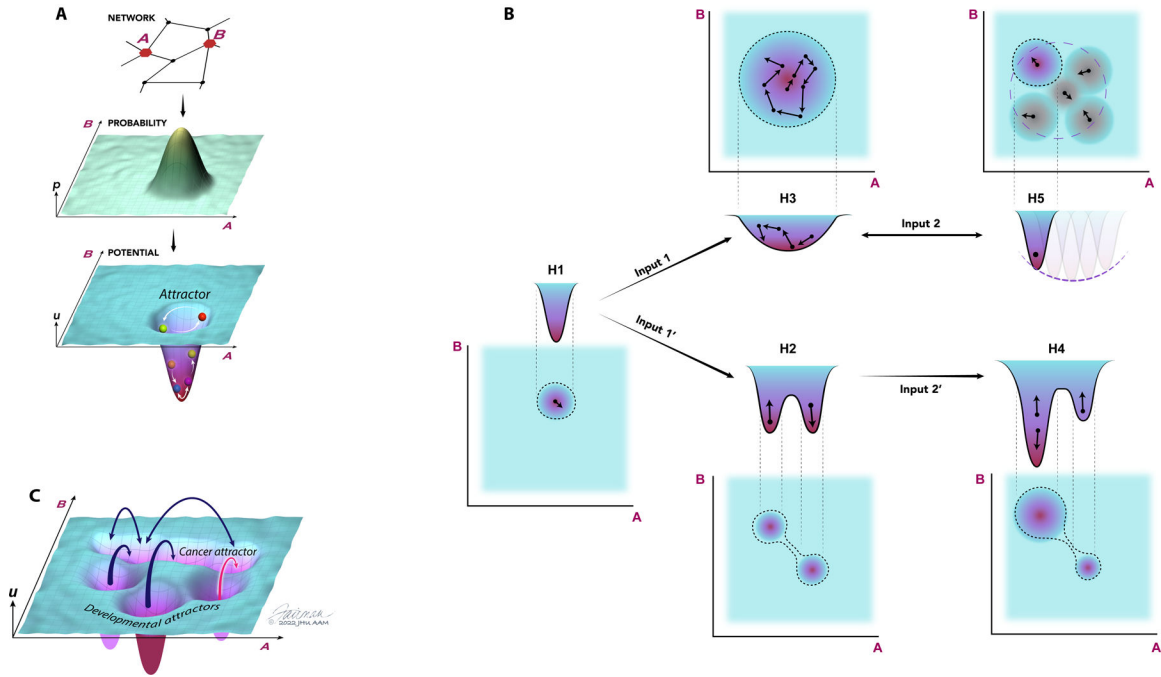 A
NETWORK
A
B
B
PROBABILITY
p
A
B
POTENTIAL
Attractor
u
A
B
B
A
H3
B
A
H5
Input 1
Input 2
H1
Input 1'
B
A
H2
Input 2'
H4
B
A
B
A
C
B
Cancer attractor
Developmental attractors
u
A
© 2022 JHU AAM